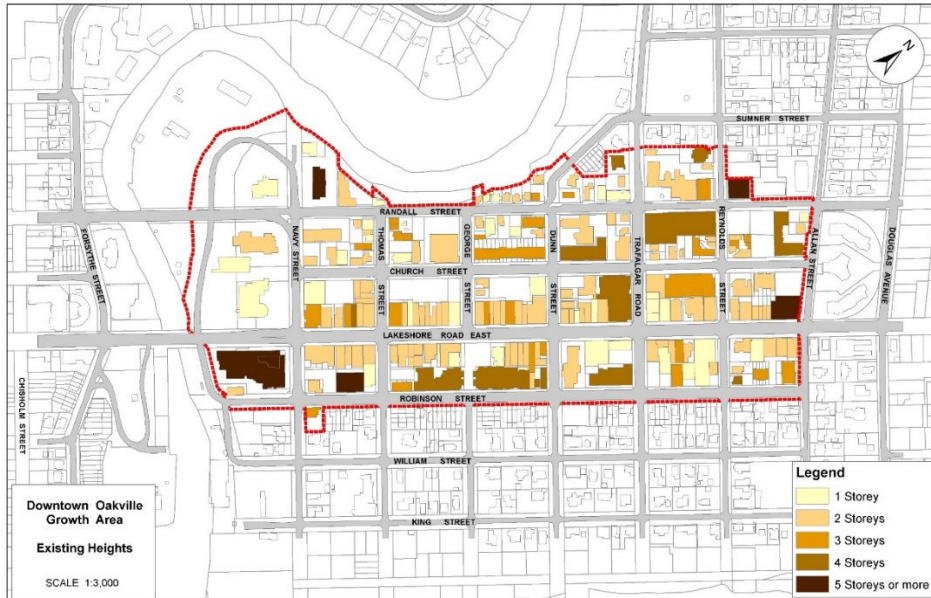 N
SUMNER STREET
RANDALL STREET
FORSYTHE STREET
NAVY STREET
THOMAS STREET
GEORGE STREET
DUNN STREET
TRAFALGAR ROAD
REYNOLDS STREET
ALLAN STREET
DOUGLAS AVENUE
CHURCH STREET
LAKESHORE ROAD EAST
CHISHOLM STREET
ROBINSON STREET
WILLIAM STREET
KING STREET
Downtown Oakville
Growth Area
Existing Heights
SCALE 1:3,000
Legend
1 Storey
2 Storeys
3 Storeys
4 Storeys
5 Storeys or more